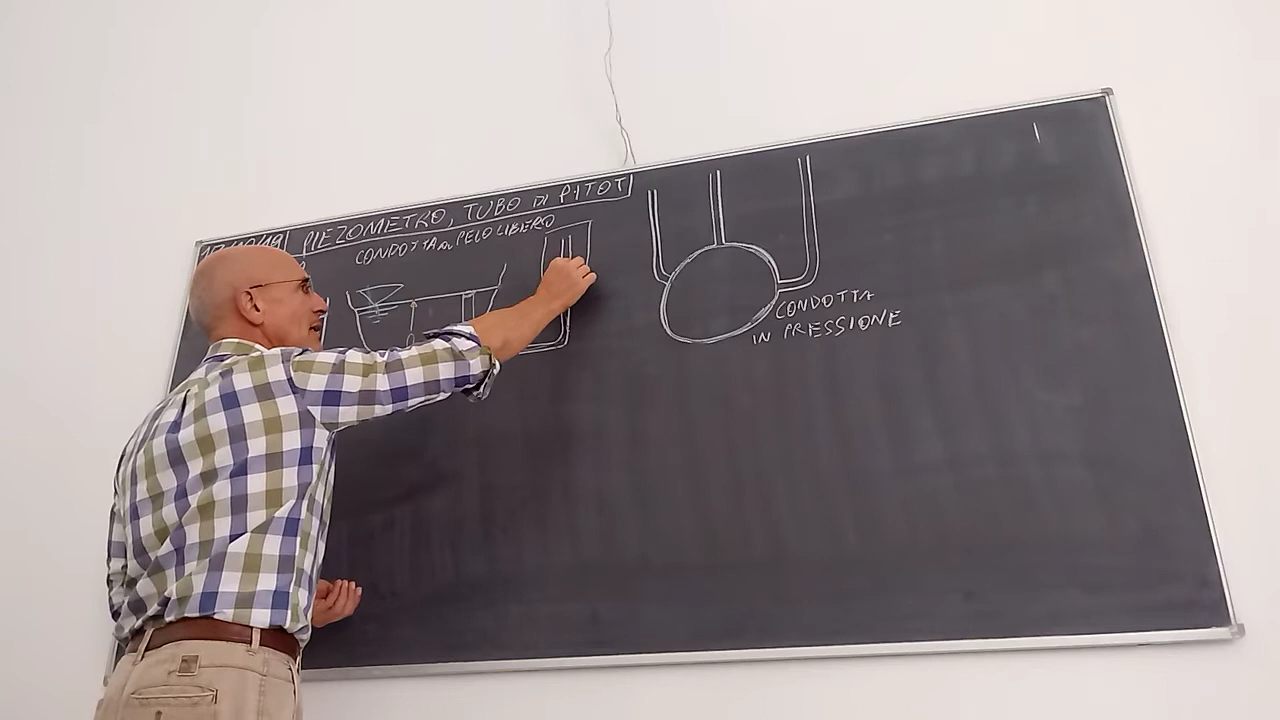 PIEZOMETRO, TUBO DI PITOT
CONDOTTA a PELO LIBERO
CONDOTTA
IN PRESSIONE